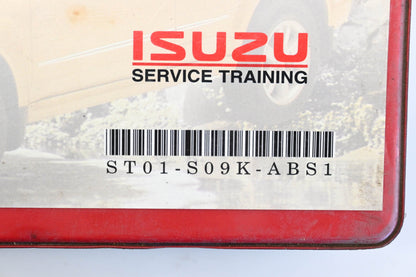 ISUZU
SERVICE TRAINING
ST01-S09K-ABS1